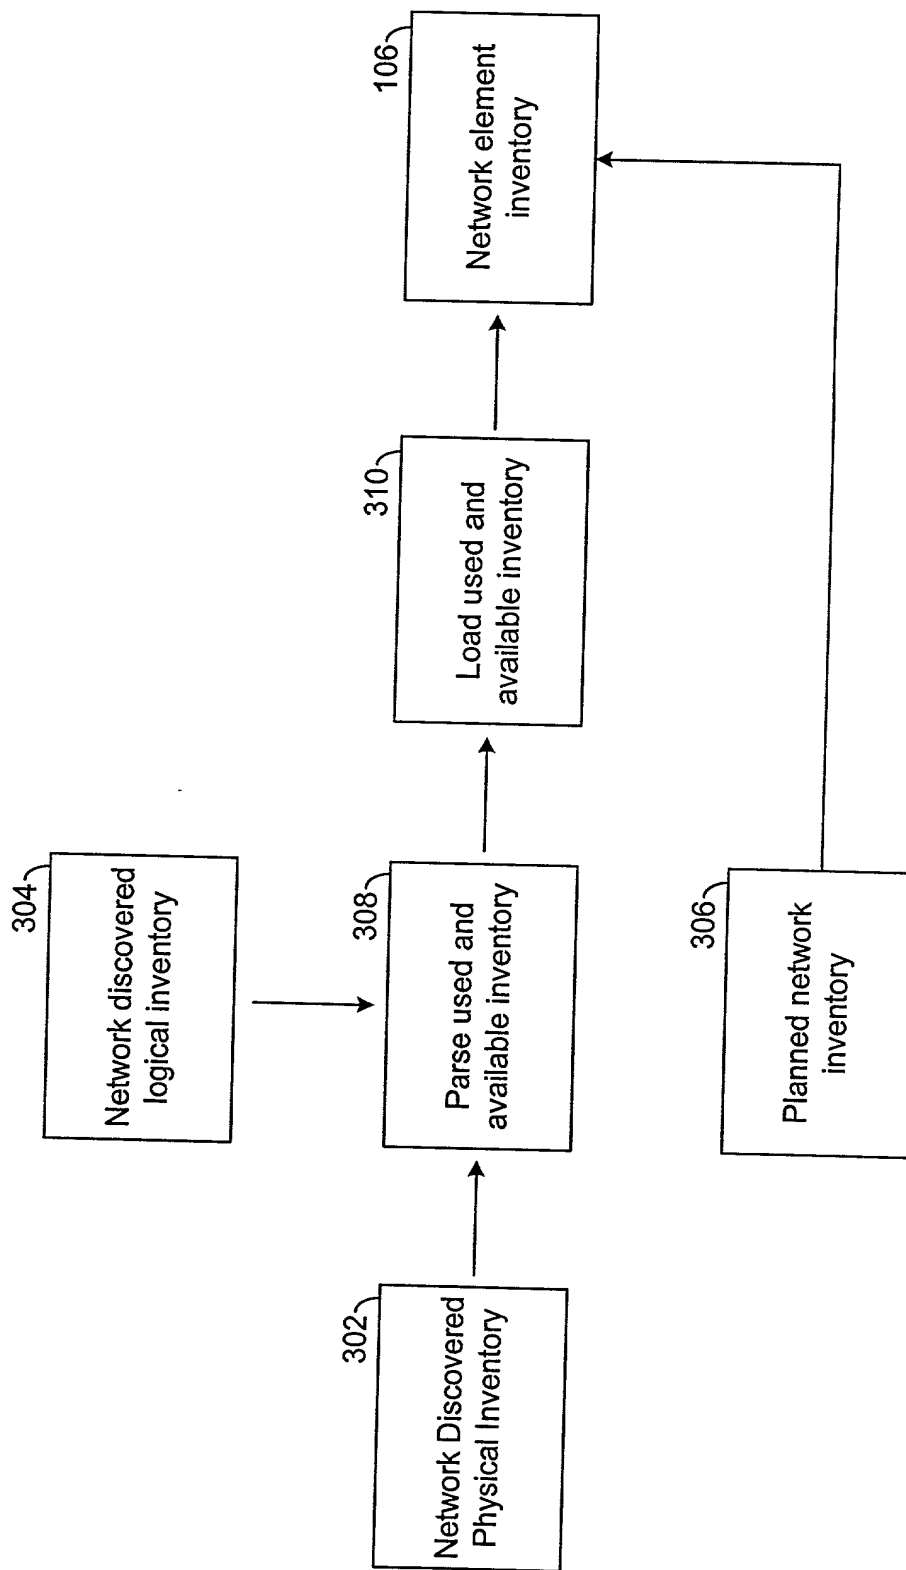 304
Network discovered
logical inventory
302
Network Discovered
Physical Inventory
308
Parse used and
available inventory
310
Load used and
available inventory
106
Network element
inventory
306
Planned network
inventory